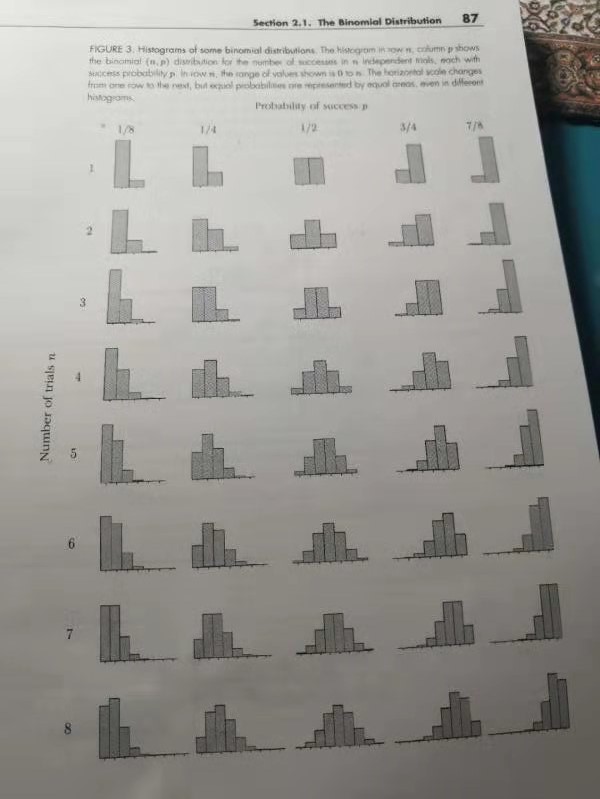 Section 2.1. The Binomial Distribution 87
FIGURE 3. Histograms of some binomial distributions. The histogram in row n, column p shows
the binomial (n, p) distribution for the number of successes in n independent trials, each with
success probability p. In row n, the range of values shown is 0 to n. The horizontal scale changes
from one row to the next, but equal probabilities are represented by equal areas, even in different
histograms.
Probability of success p
1/8 1/4 1/2 3/4 7/8
1
2
3
4
5
6
7
8
Number of trials n